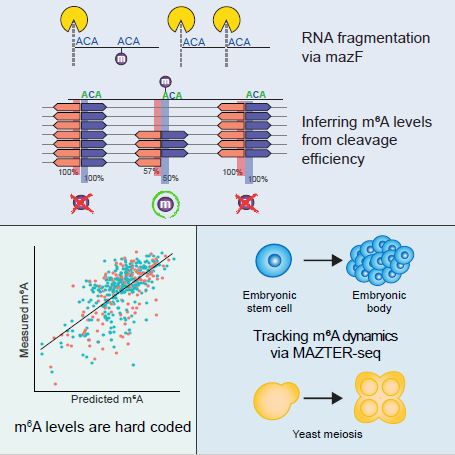 ACA ACA ACA ACA
m
RNA fragmentation
via mazF
m
ACA ACA ACA
Inferring m⁶A levels
from cleavage
efficiency
100% 100% 57% 50% 100% 100%
m m m
Measured m⁶A
Predicted m⁶A
m⁶A levels are hard coded
Embryonic
stem cell
Embryonic
body
Tracking m⁶A dynamics
via MAZTER-seq
Yeast meiosis